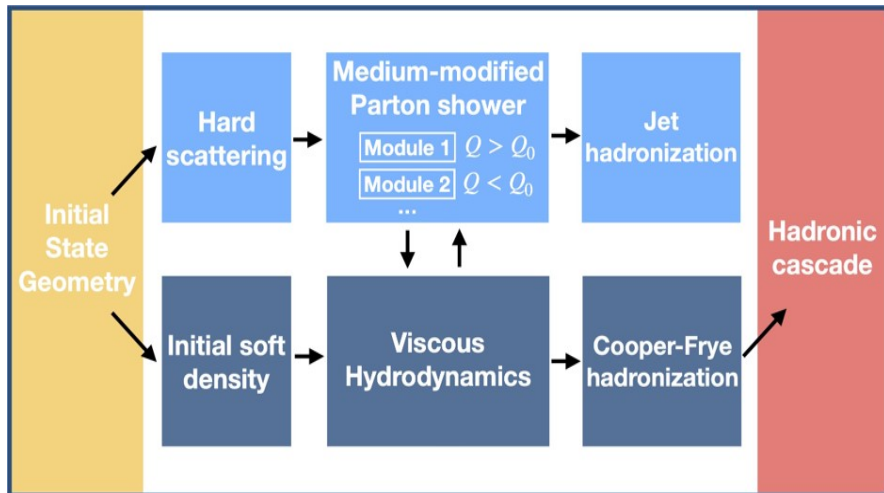 Initial
State
Geometry
Hard
scattering
Medium-modified
Parton shower
Module 1 Q > Q₀
Module 2 Q < Q₀
...
Jet
hadronization
Initial soft
density
Viscous
Hydrodynamics
Cooper-Frye
hadronization
Hadronic
cascade